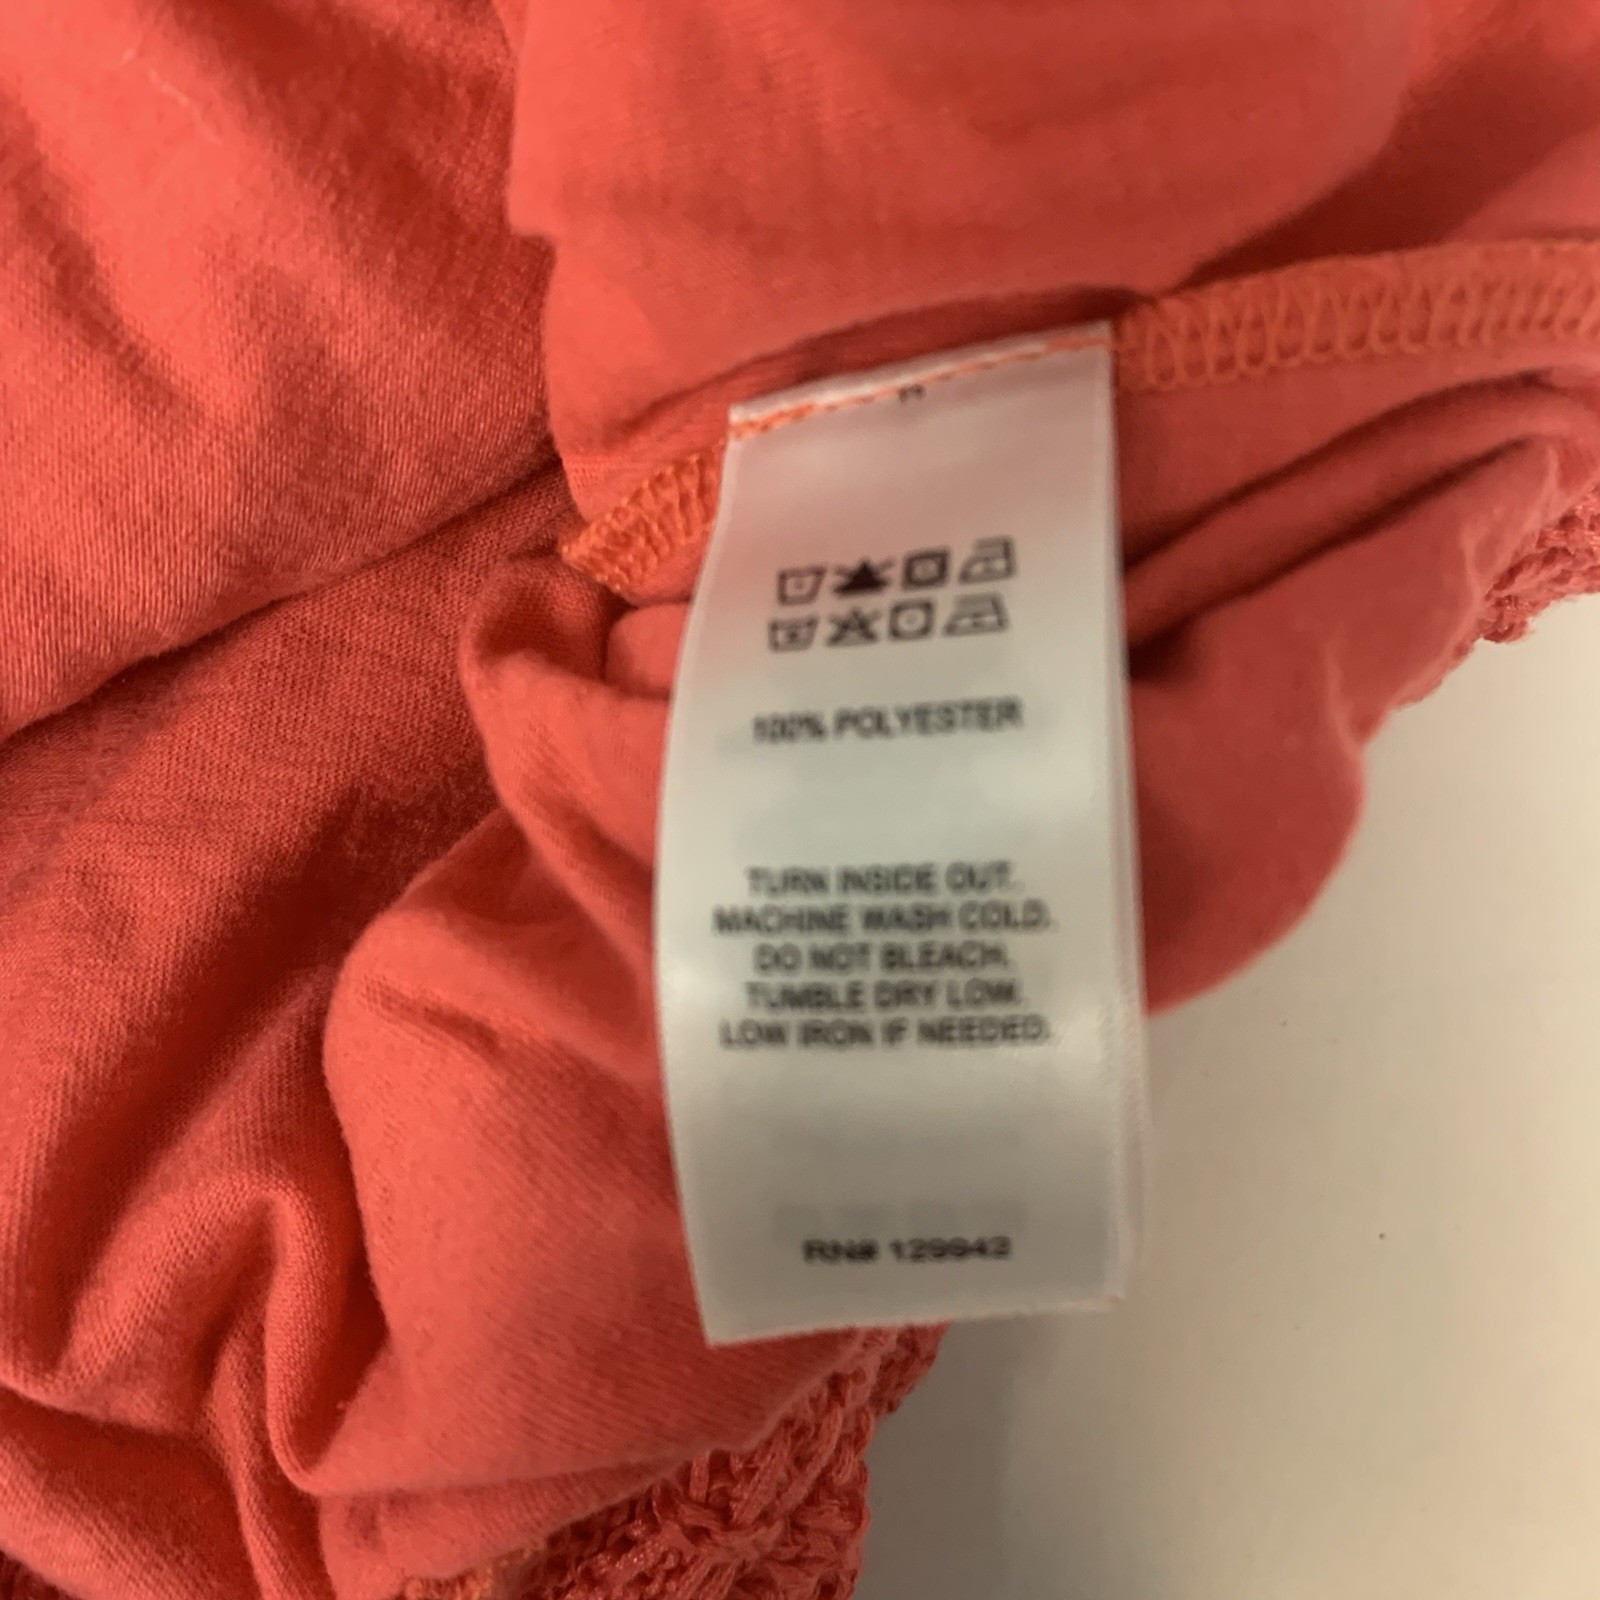 100% POLYESTER
TURN INSIDE OUT.
MACHINE WASH COLD.
DO NOT BLEACH.
TUMBLE DRY LOW.
LOW IRON IF NEEDED.
RN# 129942